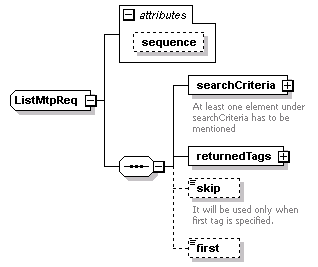 attributes
sequence
ListMtpReq
searchCriteria
At least one element under
searchCriteria has to be
mentioned
returnedTags
skip
It will be used only when
first tag is specified.
first